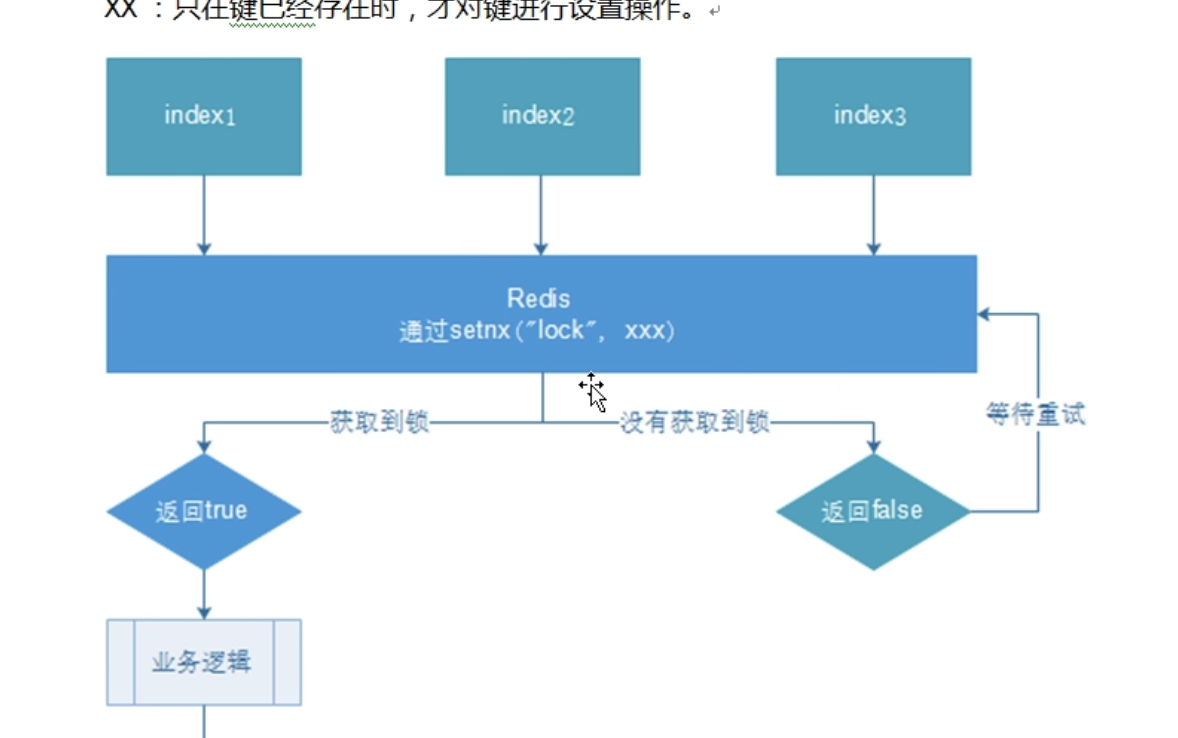 XX ：只在键已经存在时，才对键进行设置操作。
index1
index2
index3
Redis
通过setnx("lock", xxx)
获取到锁
没有获取到锁
等待重试
返回true
返回false
业务逻辑